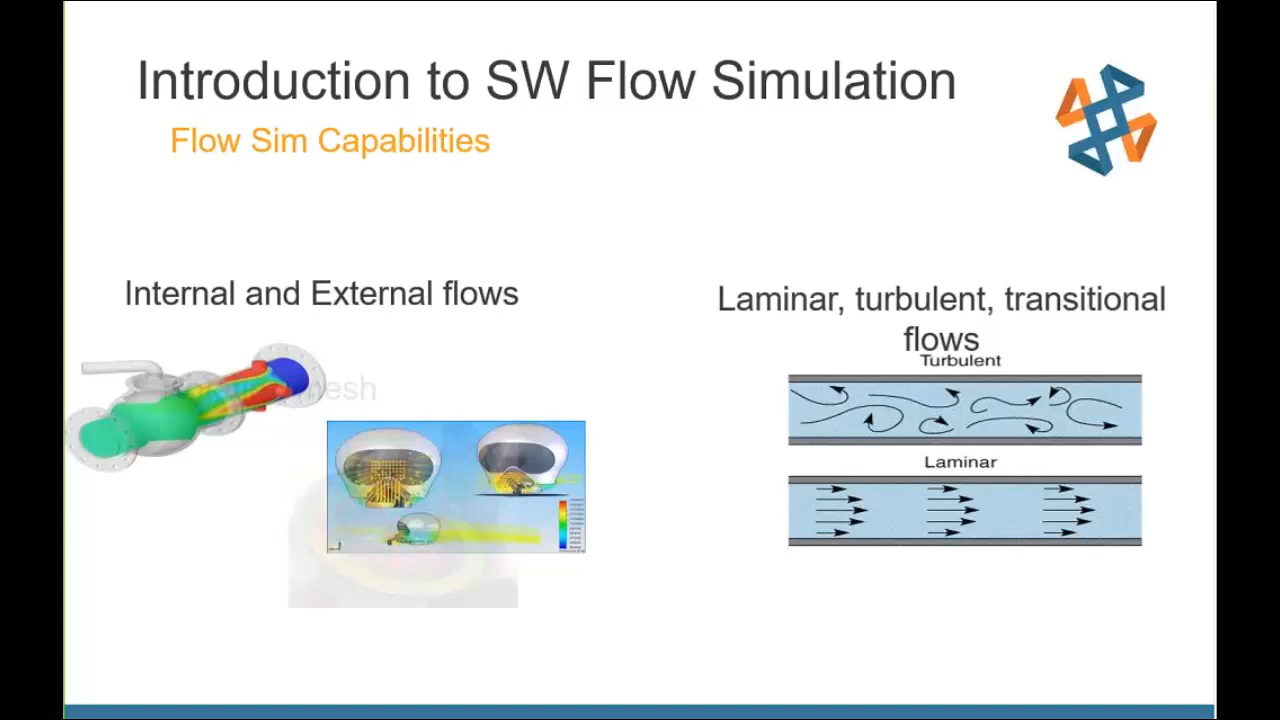 Introduction to SW Flow Simulation
Flow Sim Capabilities
Internal and External flows
Laminar, turbulent, transitional
flows
Turbulent
Laminar